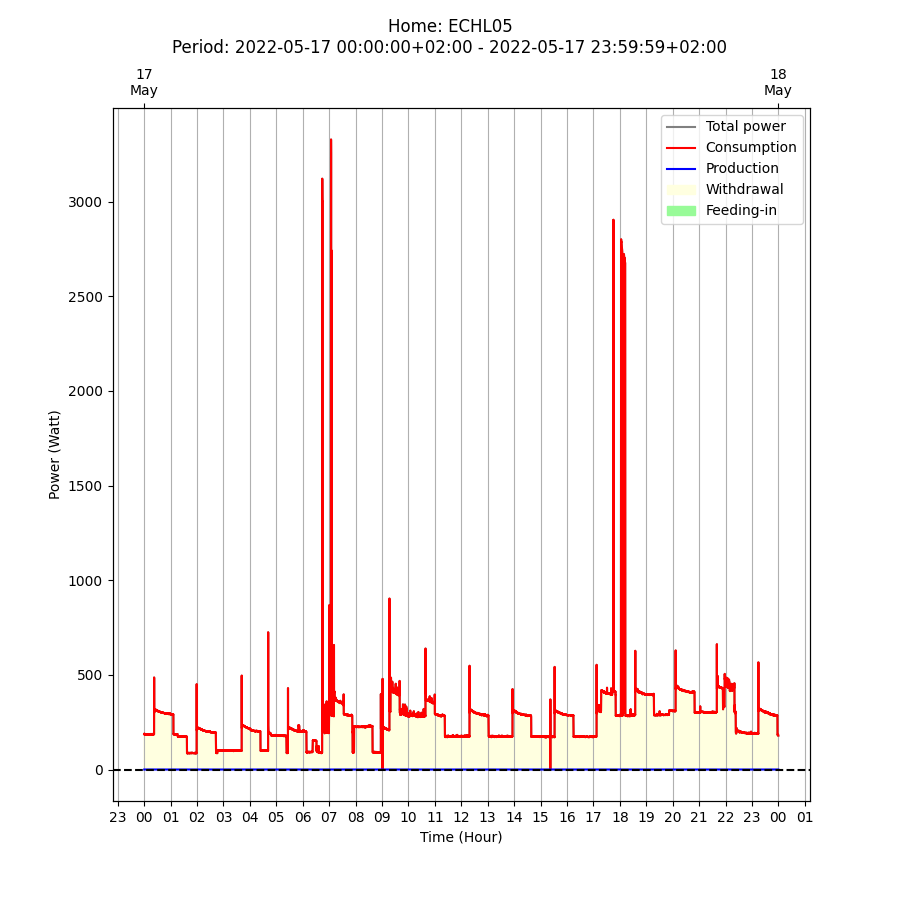 Home: ECHL05
Period: 2022-05-17 00:00:00+02:00 - 2022-05-17 23:59:59+02:00
17 18
May May
Total power
Consumption
Production
Withdrawal
Feeding-in
3000
2500
2000
1500
1000
500
0
Power (Watt)
23 00 01 02 03 04 05 06 07 08 09 10 11 12 13 14 15 16 17 18 19 20 21 22 23 00 01
Time (Hour)